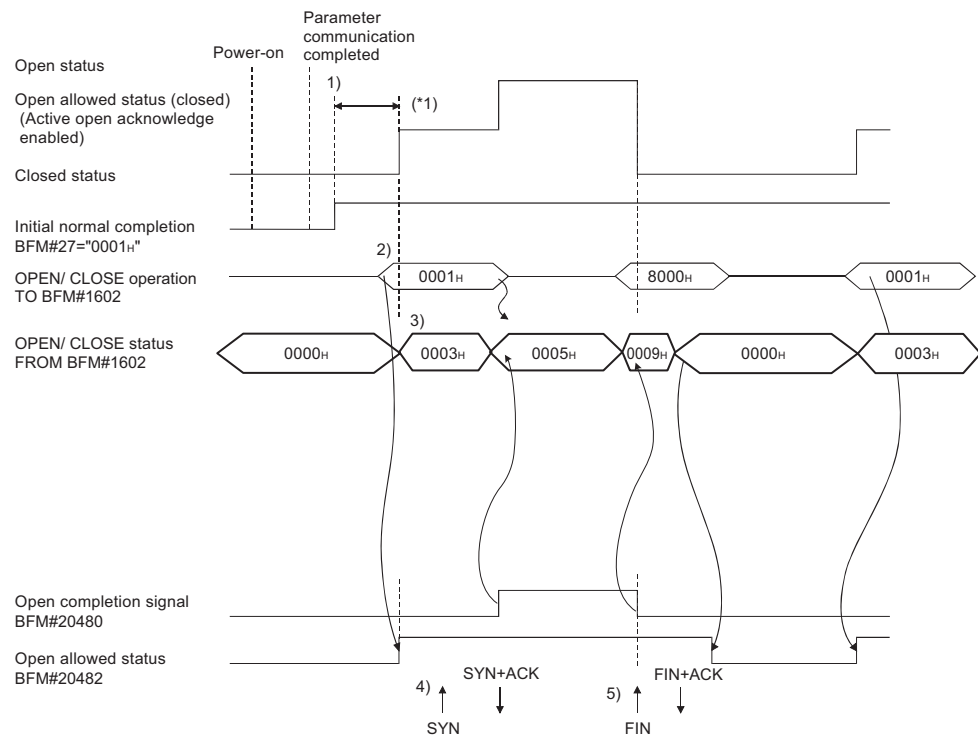 Parameter
communication
completed
Power-on
Open status
1)
Open allowed status (closed)
(*1)
(Active open acknowledge
enabled)
Closed status
Initial normal completion
BFM#27="0001H"
2)
OPEN/ CLOSE operation
TO BFM#1602
0001H
8000H
0001H
3)
OPEN/ CLOSE status
FROM BFM#1602
0000H
0003H
0005H
0009H
0000H
0003H
Open completion signal
BFM#20480
Open allowed status
BFM#20482
4)
SYN+ACK
5)
FIN+ACK
SYN
FIN